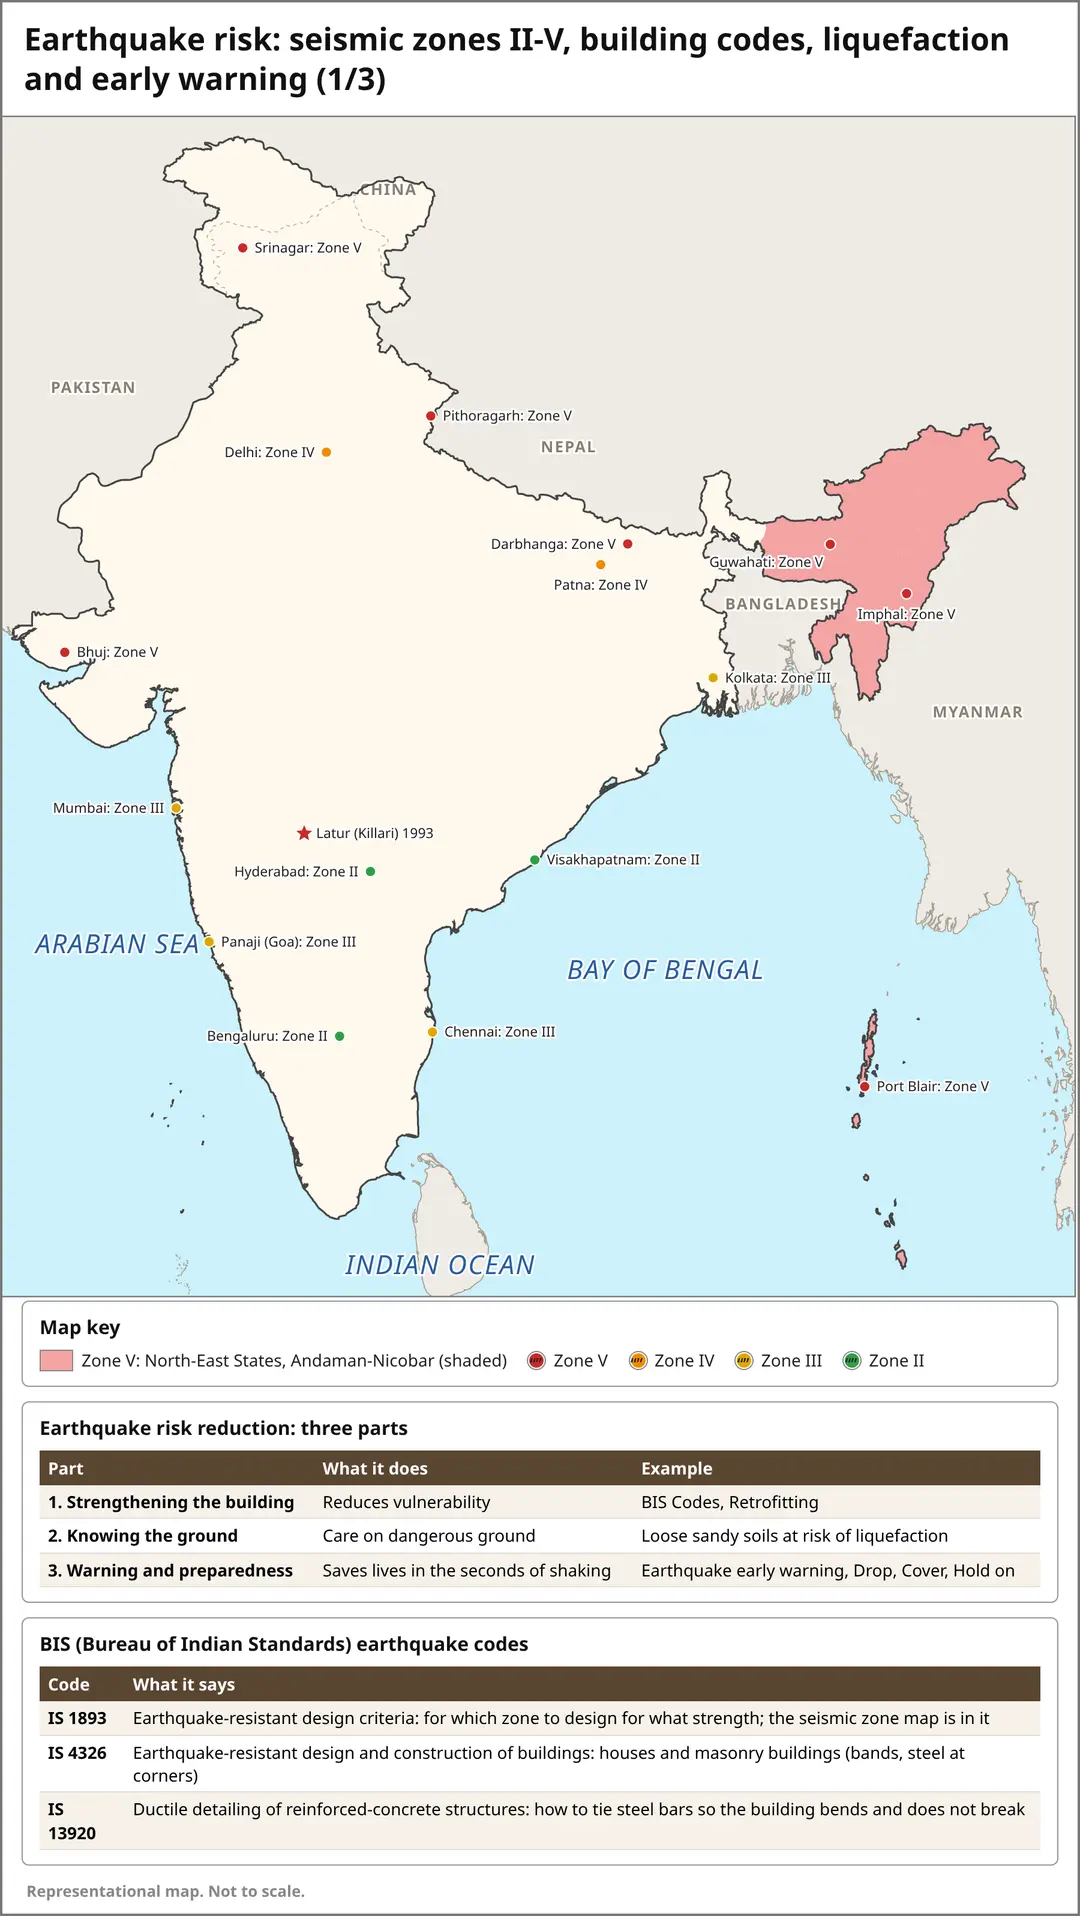 Earthquake risk: seismic zones II-V, building codes, liquefaction
and early warning (1/3)
CHINA
Srinagar: Zone V
PAKISTAN
Pithoragarh: Zone V
NEPAL
Delhi: Zone IV
Darbhanga: Zone V
Guwahati: Zone V
Patna: Zone IV
BANGLADESH
Imphal: Zone V
Bhuj: Zone V
Kolkata: Zone III
MYANMAR
Mumbai: Zone III
Latur (Killari) 1993
Visakhapatnam: Zone II
Hyderabad: Zone II
ARABIAN SEA
Panaji (Goa): Zone III
BAY OF BENGAL
Bengaluru: Zone II
Chennai: Zone III
Port Blair: Zone V
INDIAN OCEAN
Map key
Zone V: North-East States, Andaman-Nicobar (shaded)
Zone V
Zone IV
Zone III
Zone II
Earthquake risk reduction: three parts
Part What it does Example
1. Strengthening the building Reduces vulnerability BIS Codes, Retrofitting
2. Knowing the ground Care on dangerous ground Loose sandy soils at risk of liquefaction
3. Warning and preparedness Saves lives in the seconds of shaking Earthquake early warning, Drop, Cover, Hold on
BIS (Bureau of Indian Standards) earthquake codes
Code What it says
IS 1893 Earthquake-resistant design criteria: for which zone to design for what strength; the seismic zone map is in it
IS 4326 Earthquake-resistant design and construction of buildings: houses and masonry buildings (bands, steel at
corners)
IS Ductile detailing of reinforced-concrete structures: how to tie steel bars so the building bends and does not break
13920
Representational map. Not to scale.